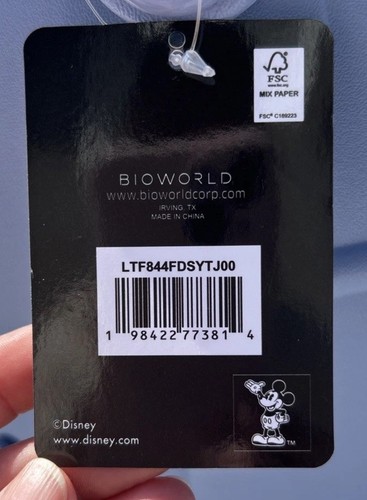 FSC
www.fsc.org
MIX PAPER
FSC® C189223
BIOWORLD
www.bioworldcorp.com
IRVING, TX
MADE IN CHINA
LTF844FDSYTJ00
1 98422 77381 4
©Disney
www.disney.com
TM